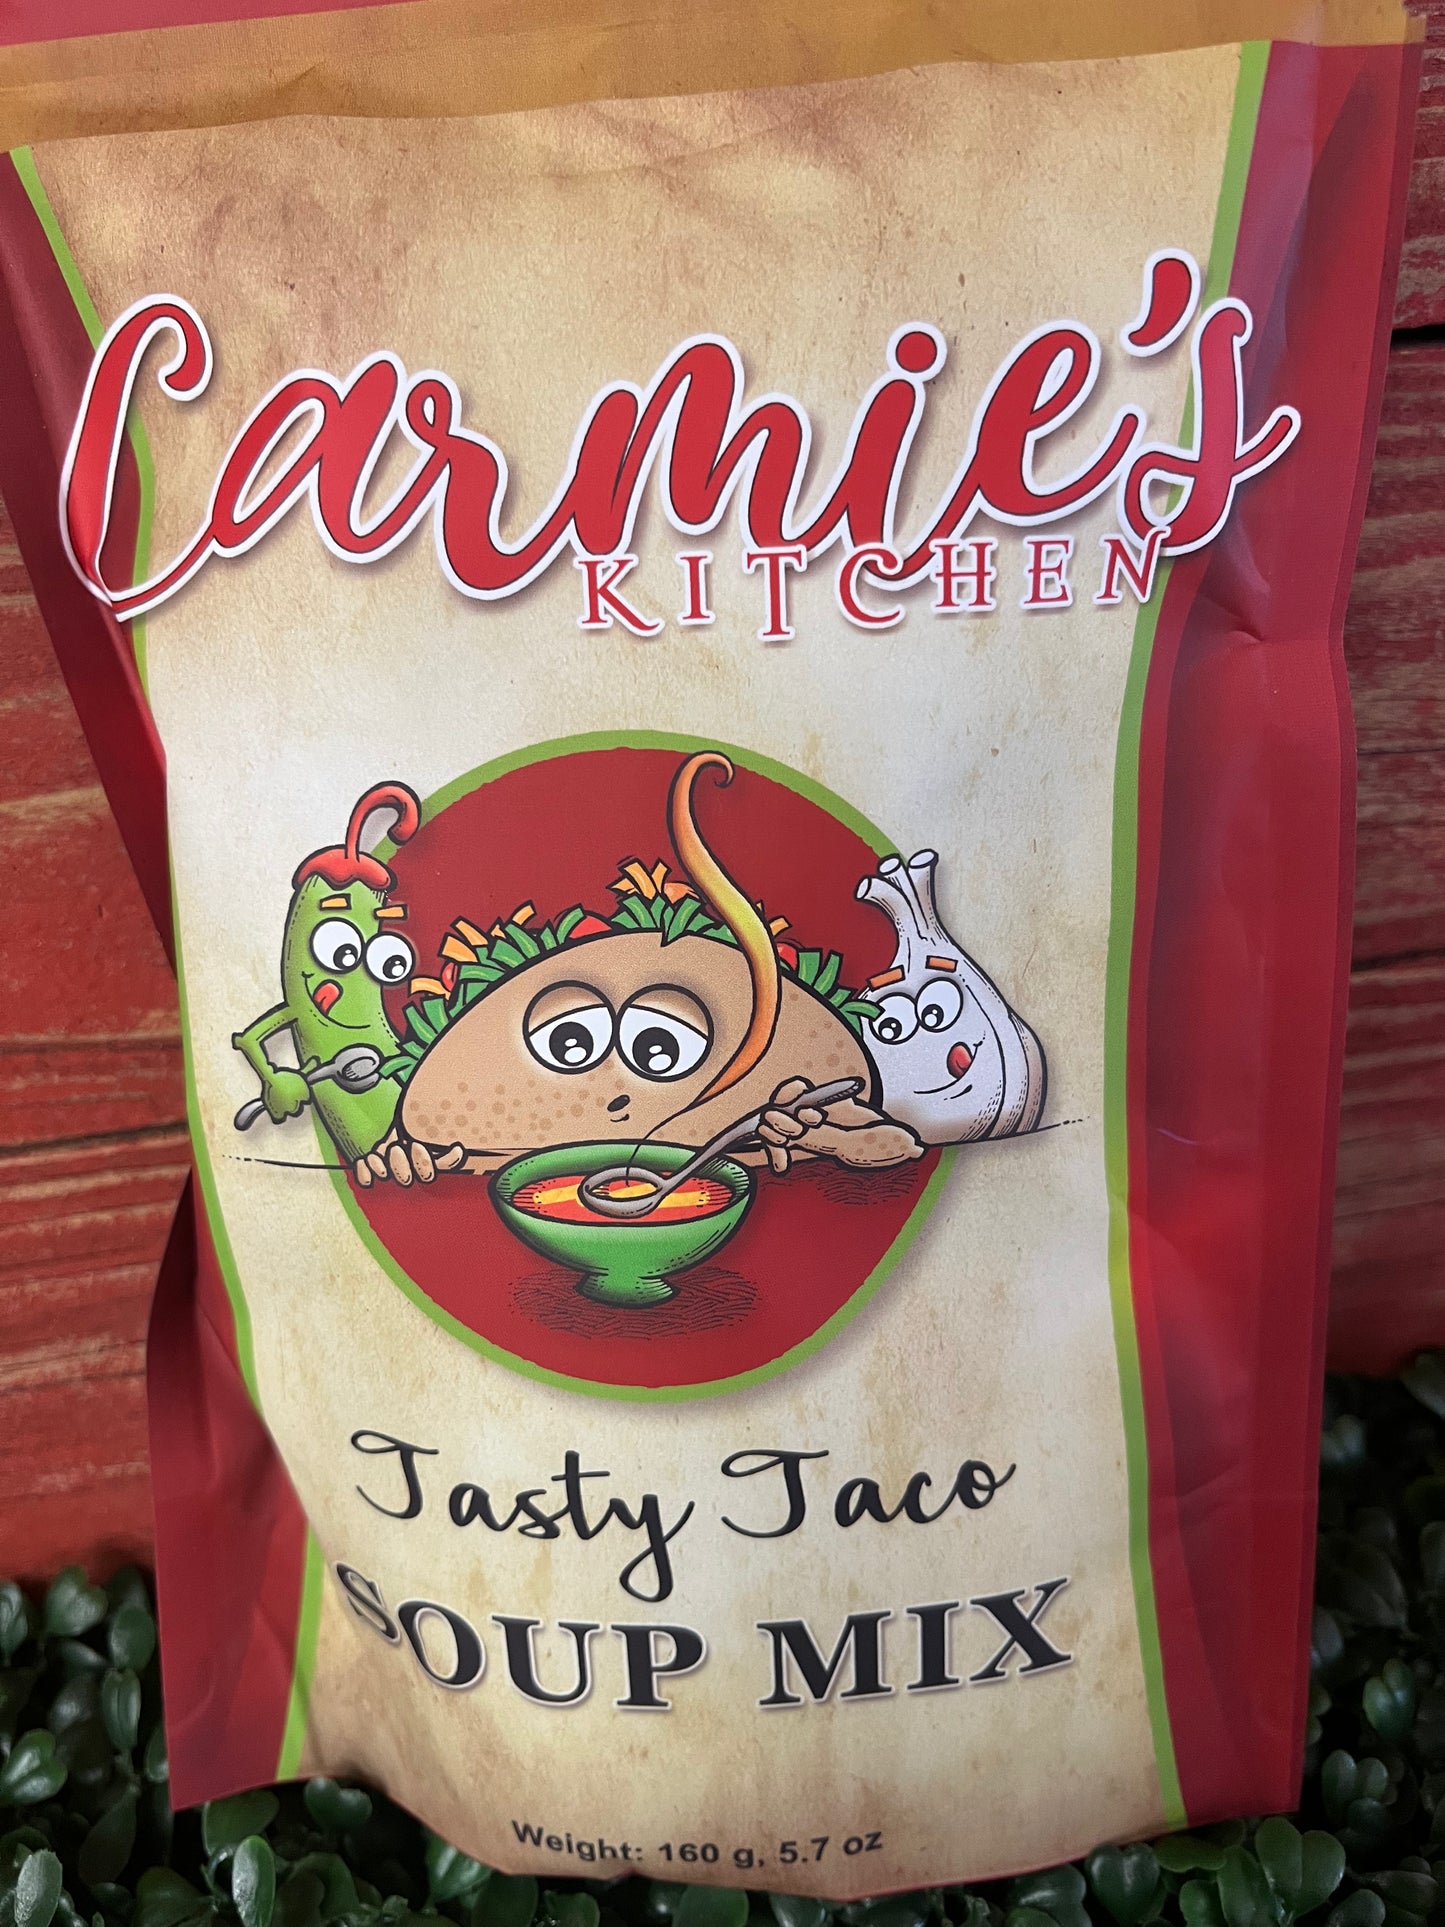 Carmie's
KITCHEN
Tasty Taco
SOUP MIX
Weight: 160 g, 5.7 oz